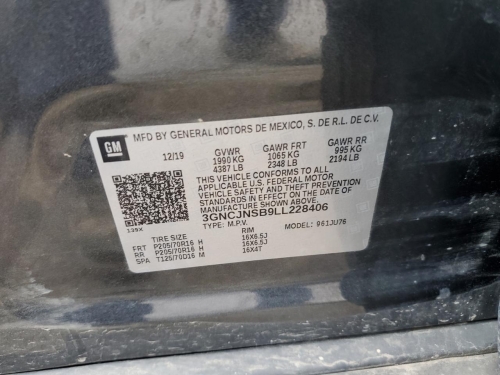 GM
MFD BY GENERAL MOTORS DE MEXICO, S. DE R.L. DE C.V.
12/19 GVWR GAWR FRT GAWR RR
1990 KG 1065 KG 995 KG
4387 LB 2348 LB 2194 LB
THIS VEHICLE CONFORMS TO ALL APPLICABLE
U.S. FEDERAL MOTOR VEHICLE SAFETY, BUMPER, AND
THEFT PREVENTION STANDARDS IN EFFECT ON THE DATE OF
MANUFACTURE SHOWN ABOVE.
3GNCJNSB9LL228406
TYPE: M.P.V. MODEL: 961JU76
139X
TIRE SIZE RIM
FRT P205/70R16 H 16X6.5J
RR P205/70R16 H 16X6.5J
SPA T125/70D16 M 16X4T